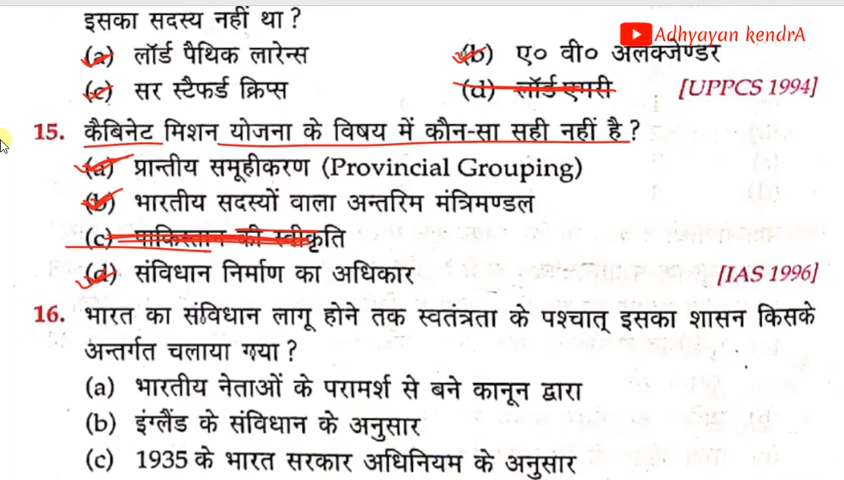 इसका सदस्य नहीं था ?
Adhyayan kendrA
(a) लॉर्ड पैथिक लारेन्स (b) ए० वी० अलेक्जेण्डर
(c) सर स्टैफर्ड क्रिप्स (d) लॉर्ड एमरी [UPPCS 1994]
15. कैबिनेट मिशन योजना के विषय में कौन-सा सही नहीं है ?
(a) प्रान्तीय समूहीकरण (Provincial Grouping)
(b) भारतीय सदस्यों वाला अन्तरिम मंत्रिमण्डल
(c) पाकिस्तान की स्वीकृति
(d) संविधान निर्माण का अधिकार [IAS 1996]
16. भारत का संविधान लागू होने तक स्वतंत्रता के पश्चात् इसका शासन किसके
अन्तर्गत चलाया गया ?
(a) भारतीय नेताओं के परामर्श से बने कानून द्वारा
(b) इंग्लैंड के संविधान के अनुसार
(c) 1935 के भारत सरकार अधिनियम के अनुसार